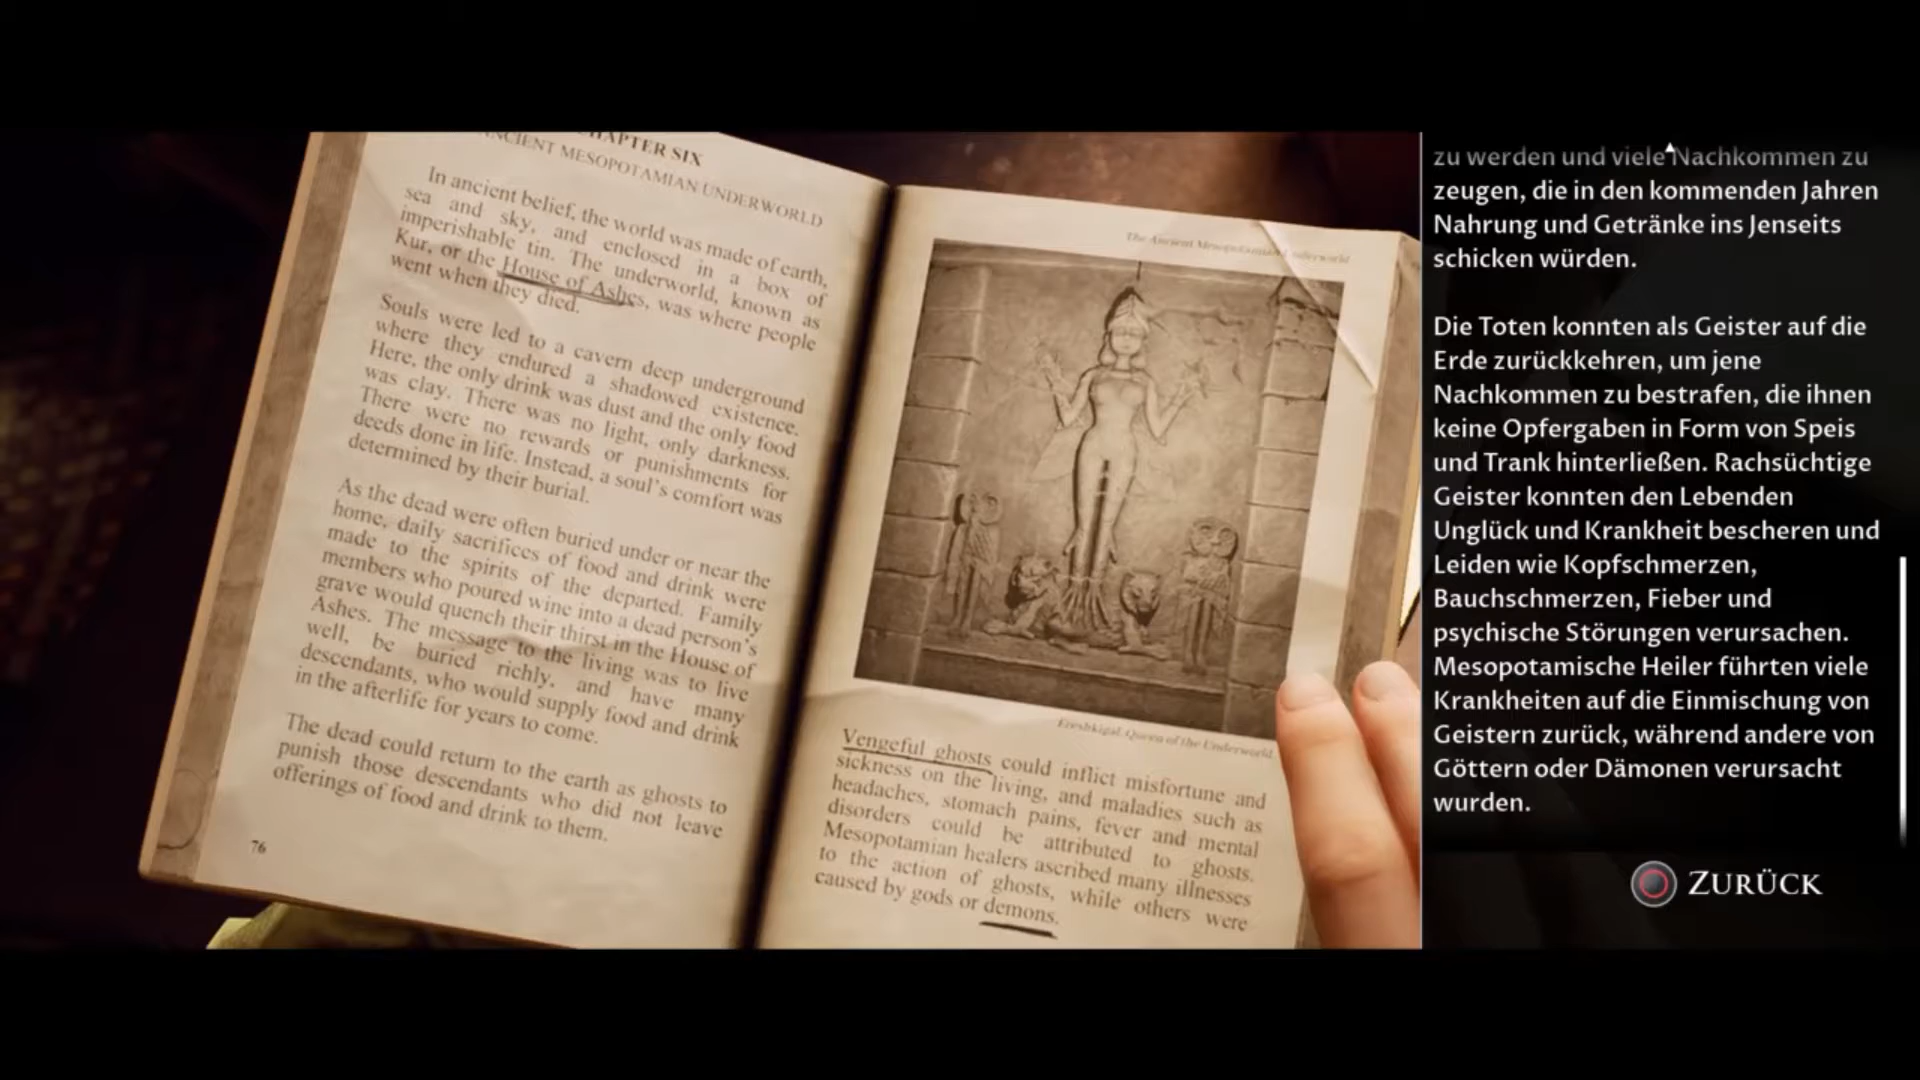 CHAPTER SIX
ANCIENT MESOPOTAMIAN UNDERWORLD
In ancient belief, the world was made of earth,
sea and sky, and enclosed in a box of
imperishable tin. The underworld, known as
Kur, or the House of Ashes, was where people
went when they died.
Souls were led to a cavern deep underground
where they endured a shadowed existence.
Here, the only drink was dust and the only food
was clay. There was no light, only darkness.
There were no rewards or punishments for
deeds done in life. Instead, a soul's comfort was
determined by their burial.
As the dead were often buried under or near the
home, daily sacrifices of food and drink were
made to the spirits of the departed. Family
members who poured wine into a dead person's
grave would quench their thirst in the House of
Ashes. The message to the living was to live
well, be buried richly, and have many
descendants, who would supply food and drink
in the afterlife for years to come.
The dead could return to the earth as ghosts to
punish those descendants who did not leave
offerings of food and drink to them.
76
The Ancient Mesopotamian Underworld
Ereshkigal, Queen of the Underworld
Vengeful ghosts could inflict misfortune and
sickness on the living, and maladies such as
headaches, stomach pains, fever and mental
disorders could be attributed to ghosts.
Mesopotamian healers ascribed many illnesses
to the action of ghosts, while others were
caused by gods or demons.
zu werden und viele Nachkommen zu
zeugen, die in den kommenden Jahren
Nahrung und Getränke ins Jenseits
schicken würden.
Die Toten konnten als Geister auf die
Erde zurückkehren, um jene
Nachkommen zu bestrafen, die ihnen
keine Opfergaben in Form von Speis
und Trank hinterließen. Rachsüchtige
Geister konnten den Lebenden
Unglück und Krankheit bescheren und
Leiden wie Kopfschmerzen,
Bauchschmerzen, Fieber und
psychische Störungen verursachen.
Mesopotamische Heiler führten viele
Krankheiten auf die Einmischung von
Geistern zurück, während andere von
Göttern oder Dämonen verursacht
wurden.
ZURÜCK